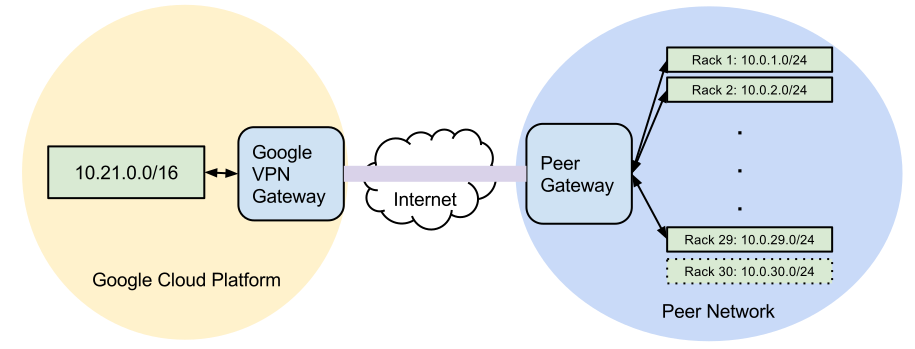 10.21.0.0/16
Google
VPN
Gateway
Google Cloud Platform
Internet
Peer
Gateway
Rack 1: 10.0.1.0/24
Rack 2: 10.0.2.0/24
.
.
.
Rack 29: 10.0.29.0/24
Rack 30: 10.0.30.0/24
Peer Network